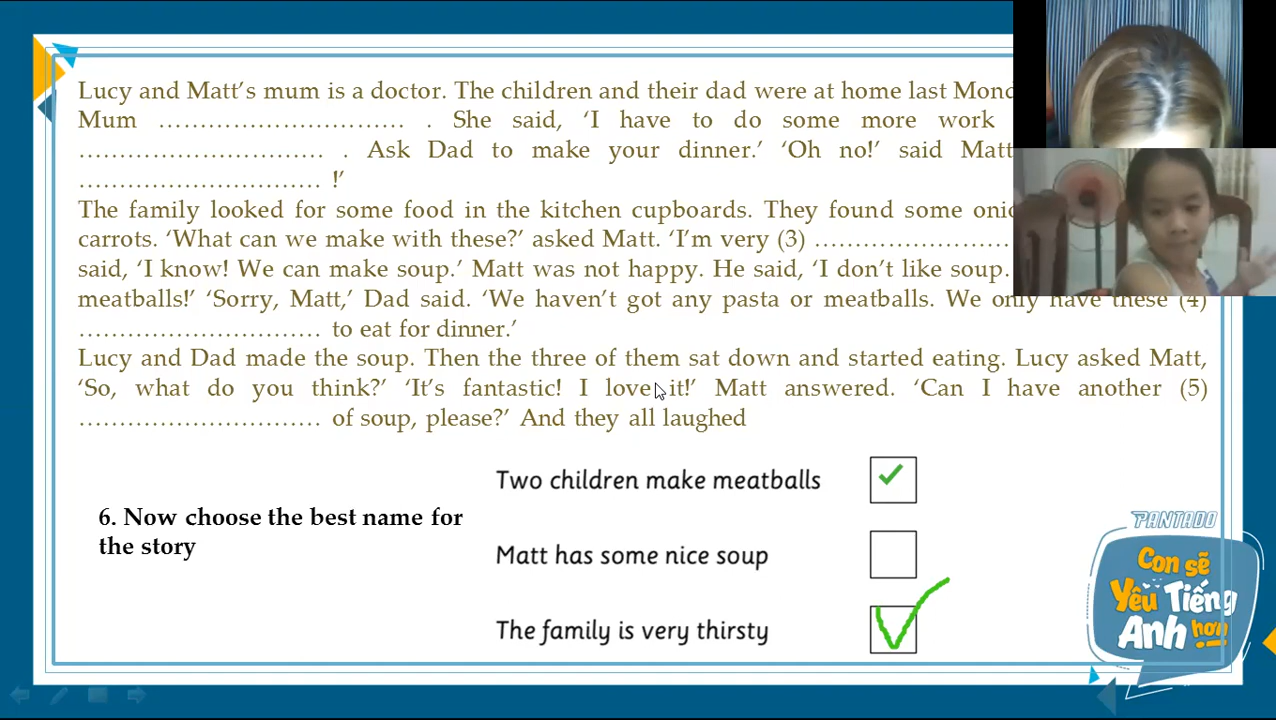 Lucy and Matt's mum is a doctor. The children and their dad were at home last
Mum ………………………… . She said, 'I have to do some more work
………………………… . Ask Dad to make your dinner.' 'Oh no!' said Matt
………………………… !'
The family looked for some food in the kitchen cupboards. They found some
carrots. 'What can we make with these?' asked Matt. 'I'm very (3) ……………………
said, 'I know! We can make soup.' Matt was not happy. He said, 'I don't like soup.
meatballs!' 'Sorry, Matt,' Dad said. 'We haven't got any pasta or meatballs. We only have these (4)
………………………… to eat for dinner.'
Lucy and Dad made the soup. Then the three of them sat down and started eating. Lucy asked Matt,
'So, what do you think?' 'It's fantastic! I love it!' Matt answered. 'Can I have another (5)
………………………… of soup, please?' And they all laughed
6. Now choose the best name for
the story
Two children make meatballs
Matt has some nice soup
The family is very thirsty
PANTADO
Con sẽ
Yêu Tiếng
Anh hơn